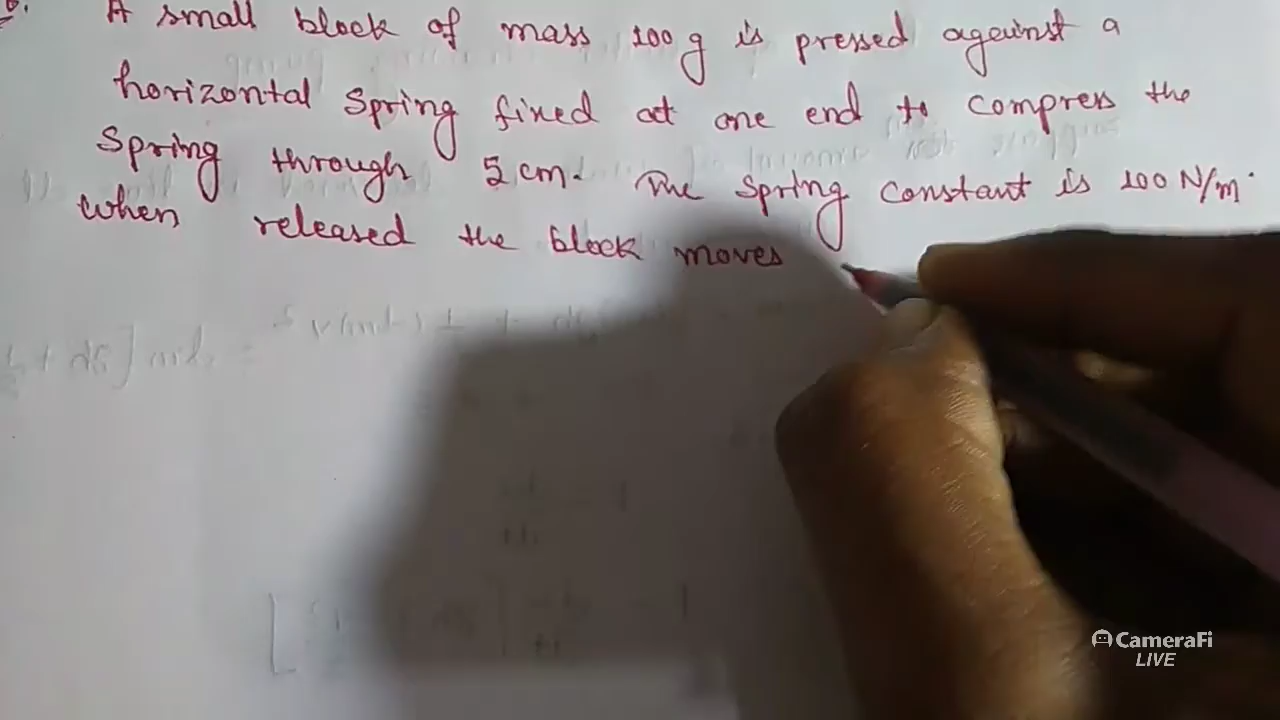 A small block of mass 100 g is pressed against a
horizontal spring fixed at one end to compress the
Spring through 5 cm. The spring constant is 100 N/m.
when released the block moves
CameraFi
LIVE